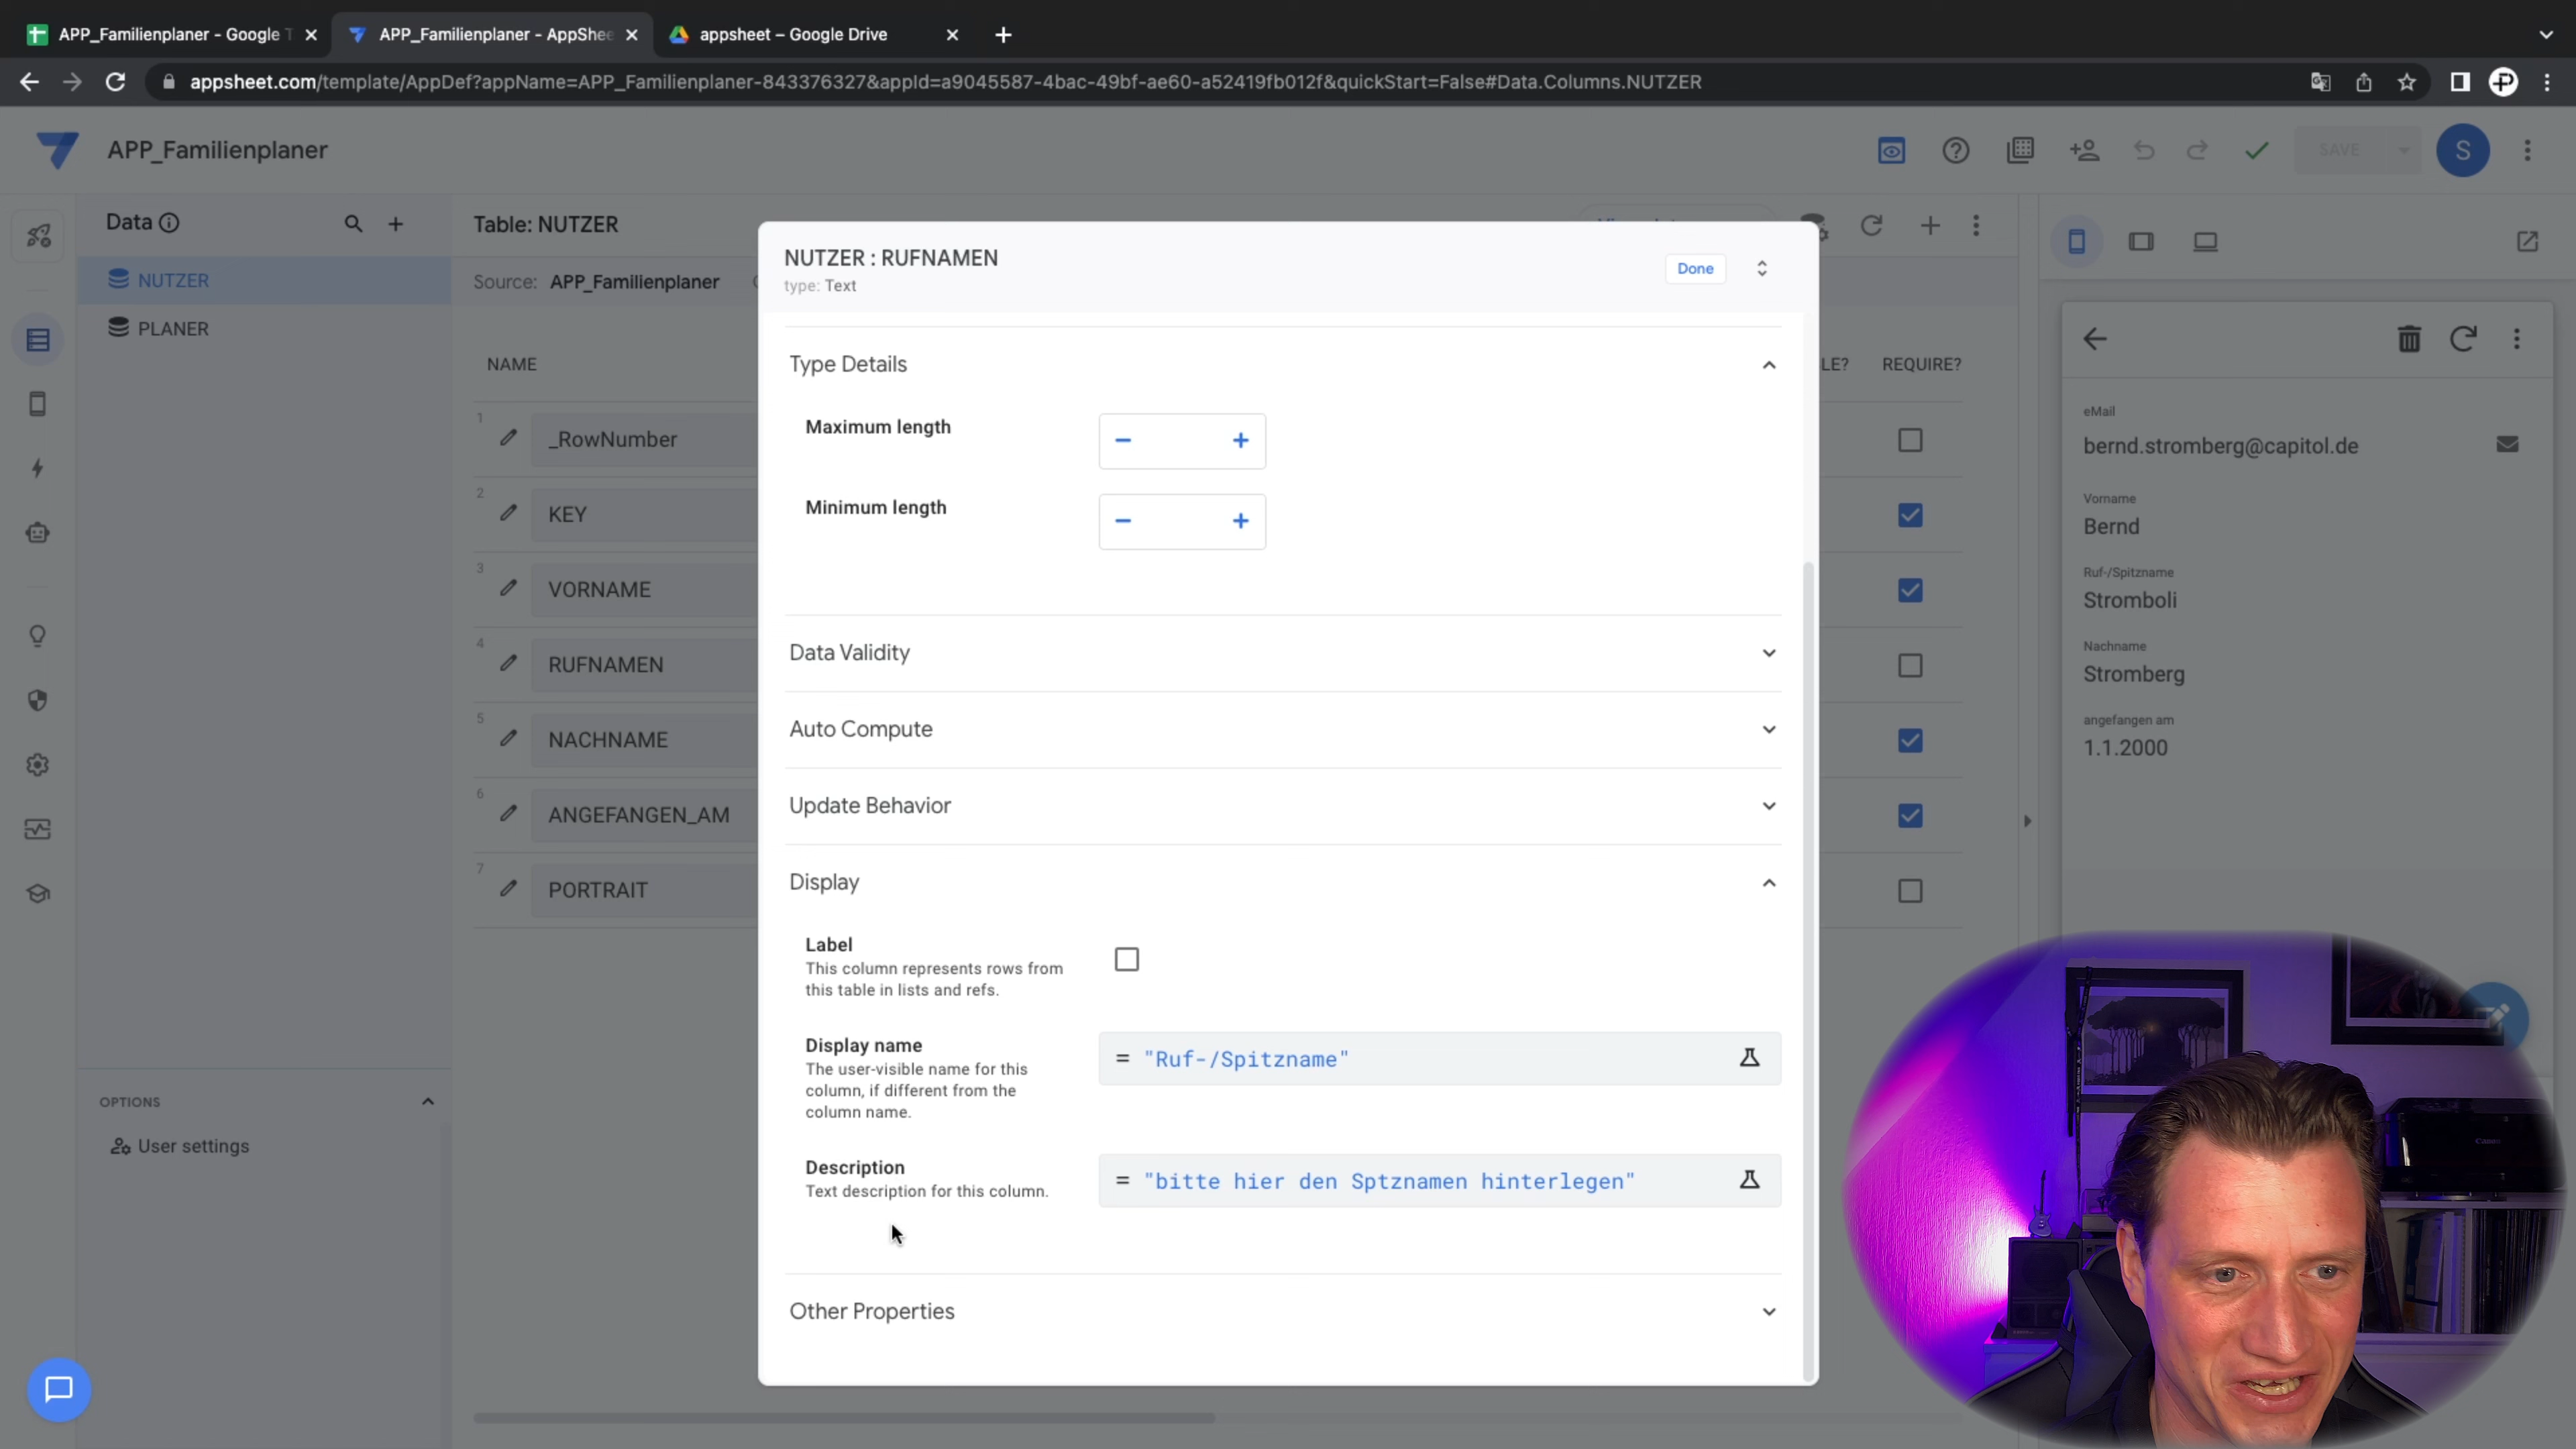 APP_Familienplaner - Google T
APP_Familienplaner - AppShee
appsheet – Google Drive
appsheet.com/template/AppDef?appName=APP_Familienplaner-843376327&appId=a9045587-4bac-49bf-ae60-a52419fb012f&quickStart=False#Data.Columns.NUTZER
APP_Familienplaner
SAVE
S
Data
NUTZER
PLANER
OPTIONS
User settings
Table: NUTZER
Source: APP_Familienplaner
NAME
LE?
REQUIRE?
1 _RowNumber
2 KEY
3 VORNAME
4 RUFNAMEN
5 NACHNAME
6 ANGEFANGEN_AM
7 PORTRAIT
NUTZER : RUFNAMEN
type: Text
Done
Type Details
Maximum length
Minimum length
Data Validity
Auto Compute
Update Behavior
Display
Label
This column represents rows from
this table in lists and refs.
Display name
The user-visible name for this
column, if different from the
column name.
= "Ruf-/Spitzname"
Description
Text description for this column.
= "bitte hier den Sptznamen hinterlegen"
Other Properties
eMail
bernd.stromberg@capitol.de
Vorname
Bernd
Ruf-/Spitzname
Stromboli
Nachname
Stromberg
angefangen am
1.1.2000
Canon